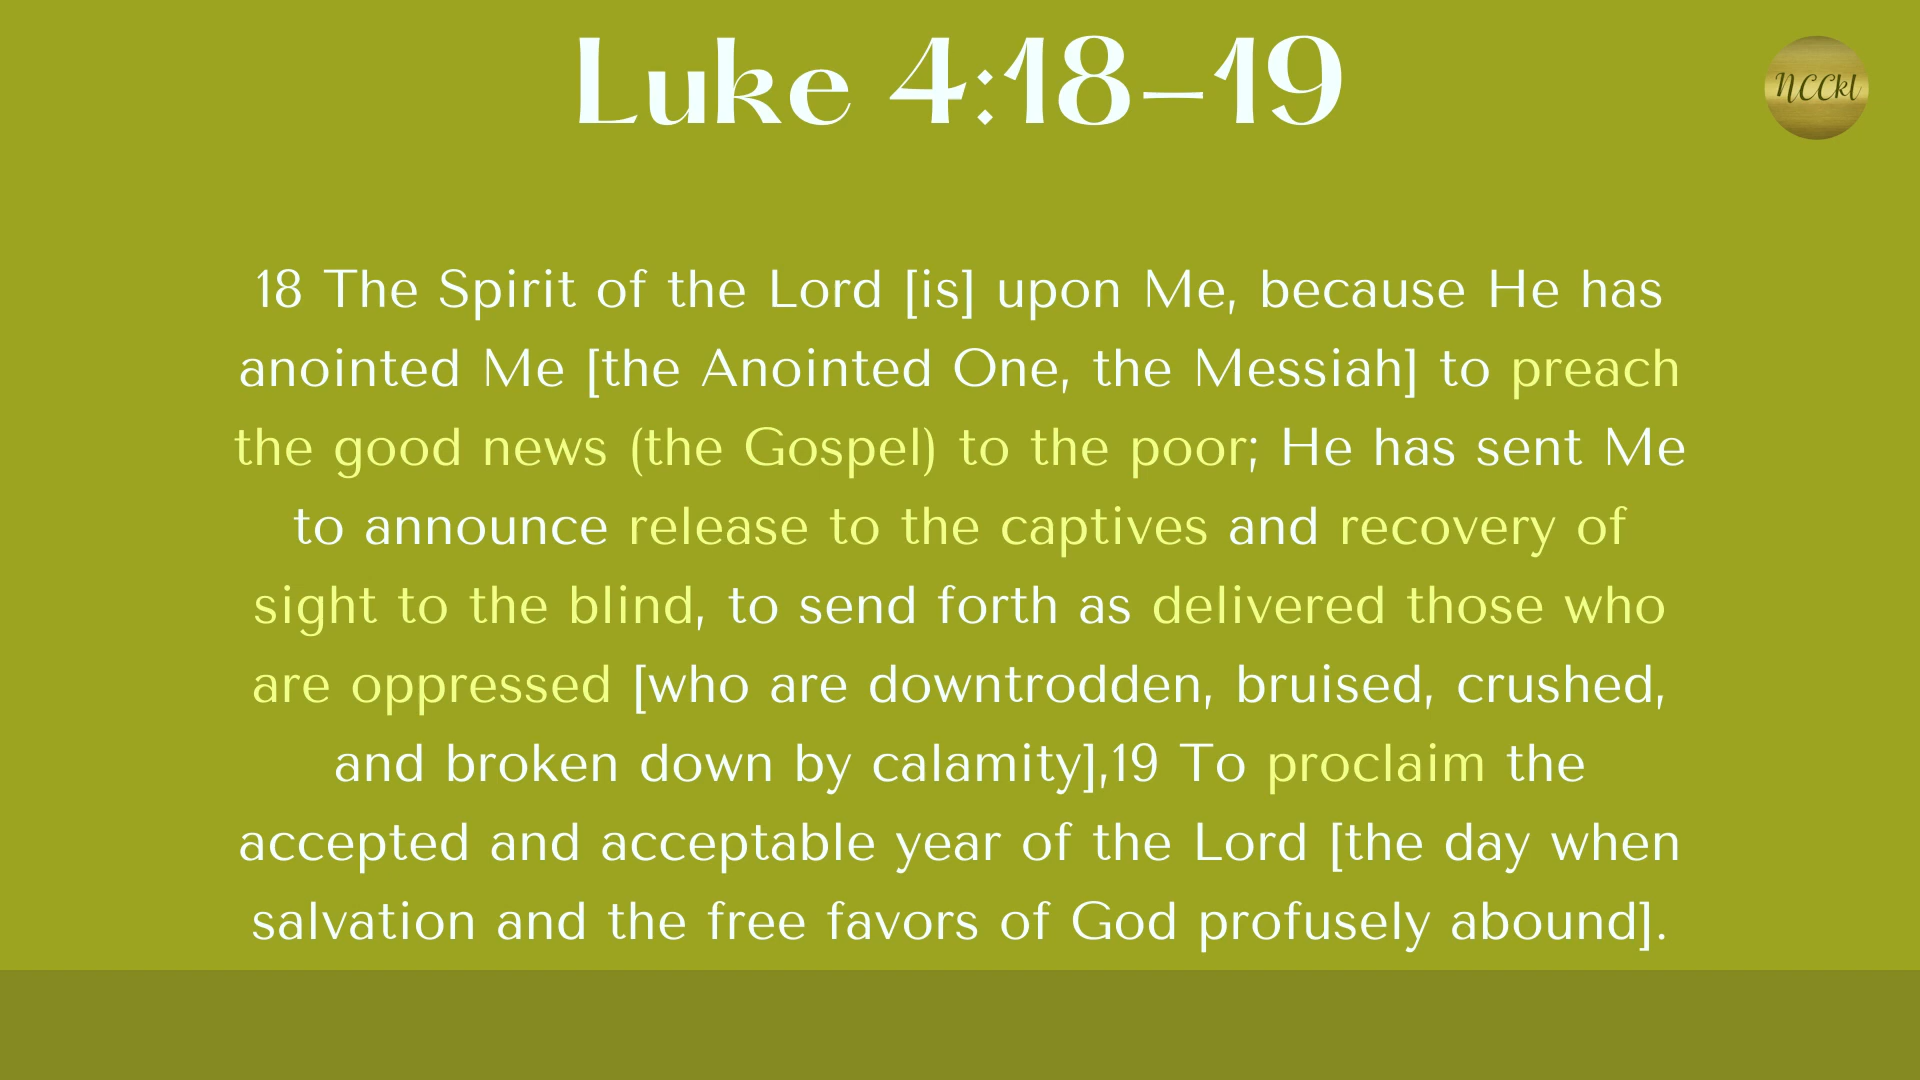 Luke 4:18–19
NCCkl
18 The Spirit of the Lord [is] upon Me, because He has
anointed Me [the Anointed One, the Messiah] to preach
the good news (the Gospel) to the poor; He has sent Me
to announce release to the captives and recovery of
sight to the blind, to send forth as delivered those who
are oppressed [who are downtrodden, bruised, crushed,
and broken down by calamity],19 To proclaim the
accepted and acceptable year of the Lord [the day when
salvation and the free favors of God profusely abound].